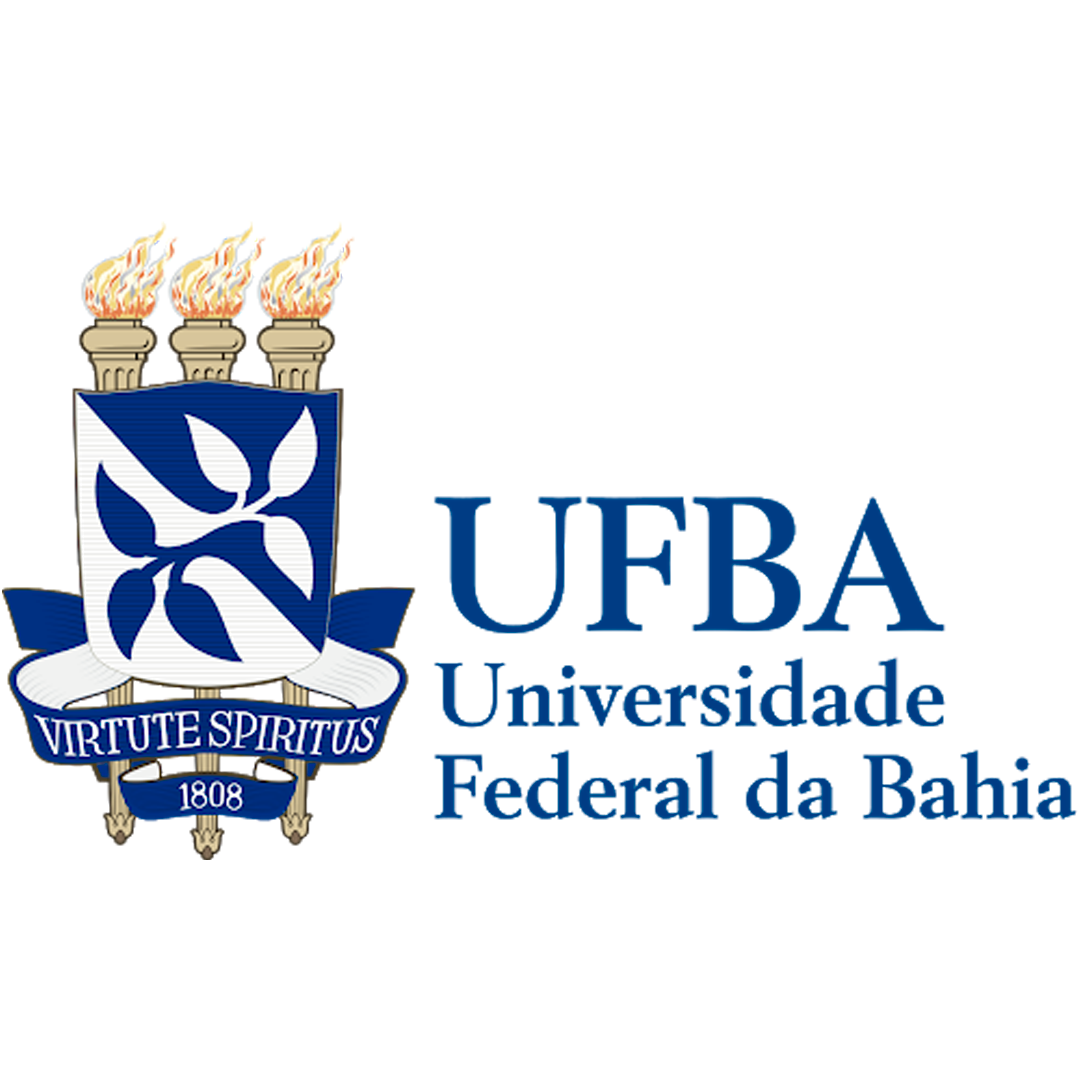 VIRTUTE SPIRITUS
1808
UFBA
Universidade
Federal da Bahia